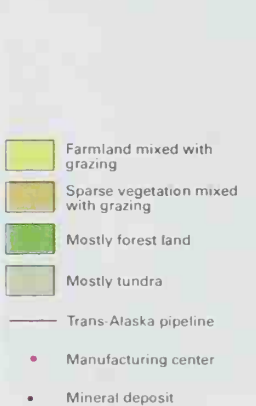 Farmland mixed with
grazing
Sparse vegetation mixed
with grazing
Mostly forest land
Mostly tundra
Trans-Alaska pipeline
Manufacturing center
Mineral deposit